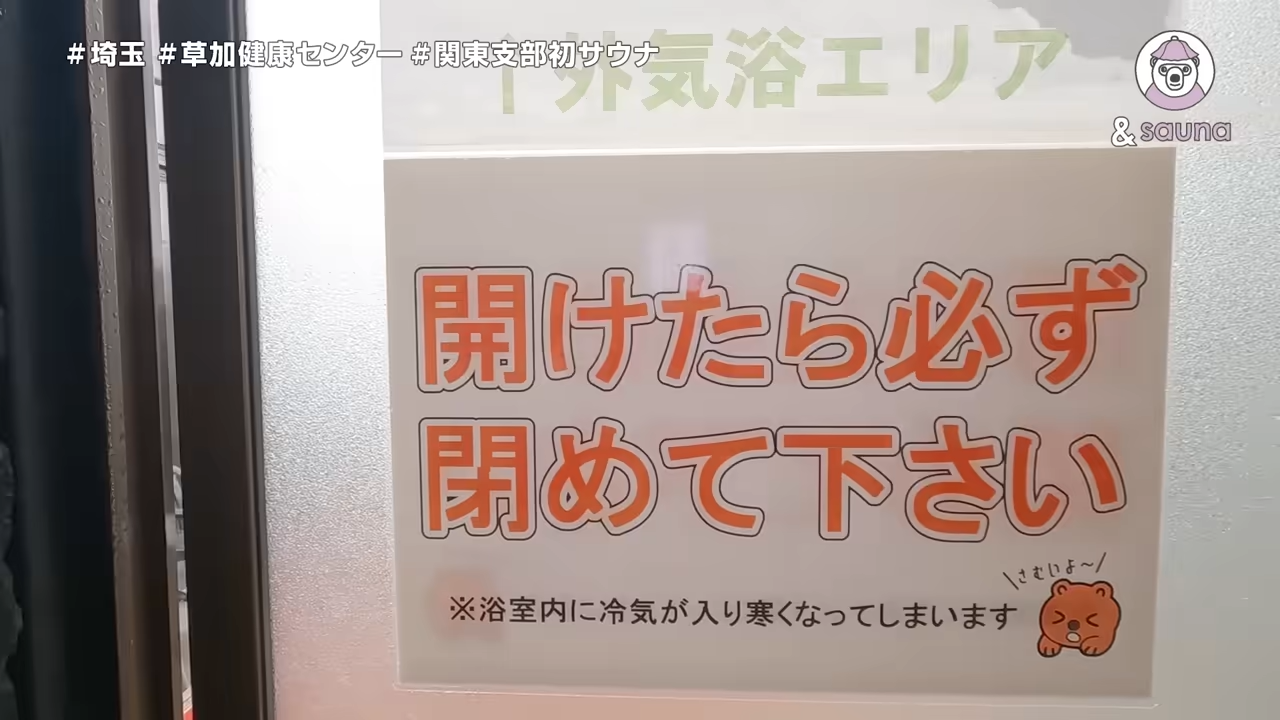 #埼玉 #草加健康センター #関東支部初サウナ
&sauna
↑外気浴エリア
開けたら必ず
閉めて下さい
さむいよ〜
※浴室内に冷気が入り寒くなってしまいます